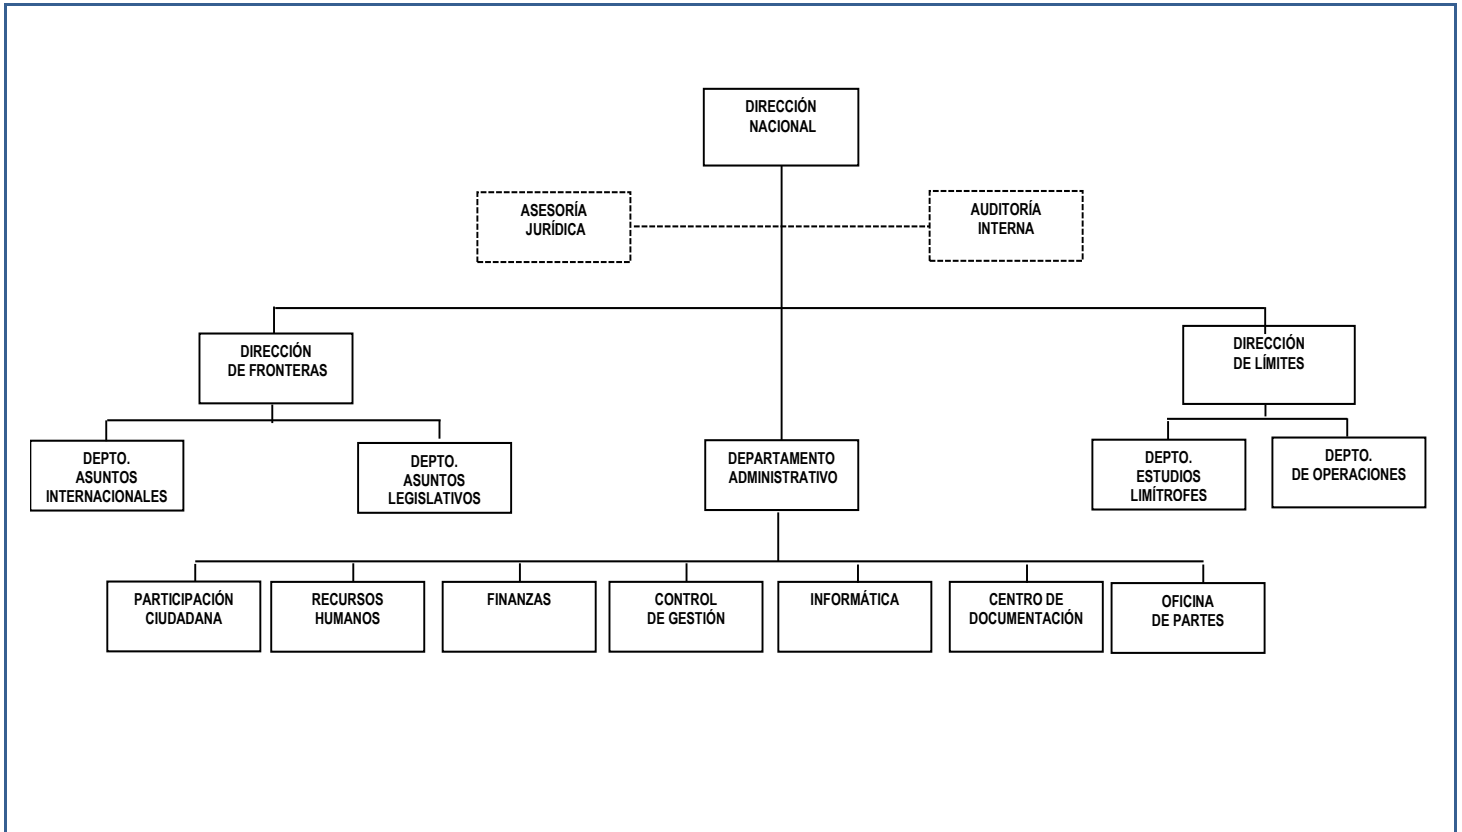 DIRECCIÓN
NACIONAL
ASESORÍA
JURÍDICA
AUDITORÍA
INTERNA
DIRECCIÓN
DE FRONTERAS
DIRECCIÓN
DE LÍMITES
DEPTO.
ASUNTOS
INTERNACIONALES
DEPTO.
ASUNTOS
LEGISLATIVOS
DEPARTAMENTO
ADMINISTRATIVO
DEPTO.
ESTUDIOS
LIMÍTROFES
DEPTO.
DE OPERACIONES
PARTICIPACIÓN
CIUDADANA
RECURSOS
HUMANOS
FINANZAS
CONTROL
DE GESTIÓN
INFORMÁTICA
CENTRO DE
DOCUMENTACIÓN
OFICINA
DE PARTES